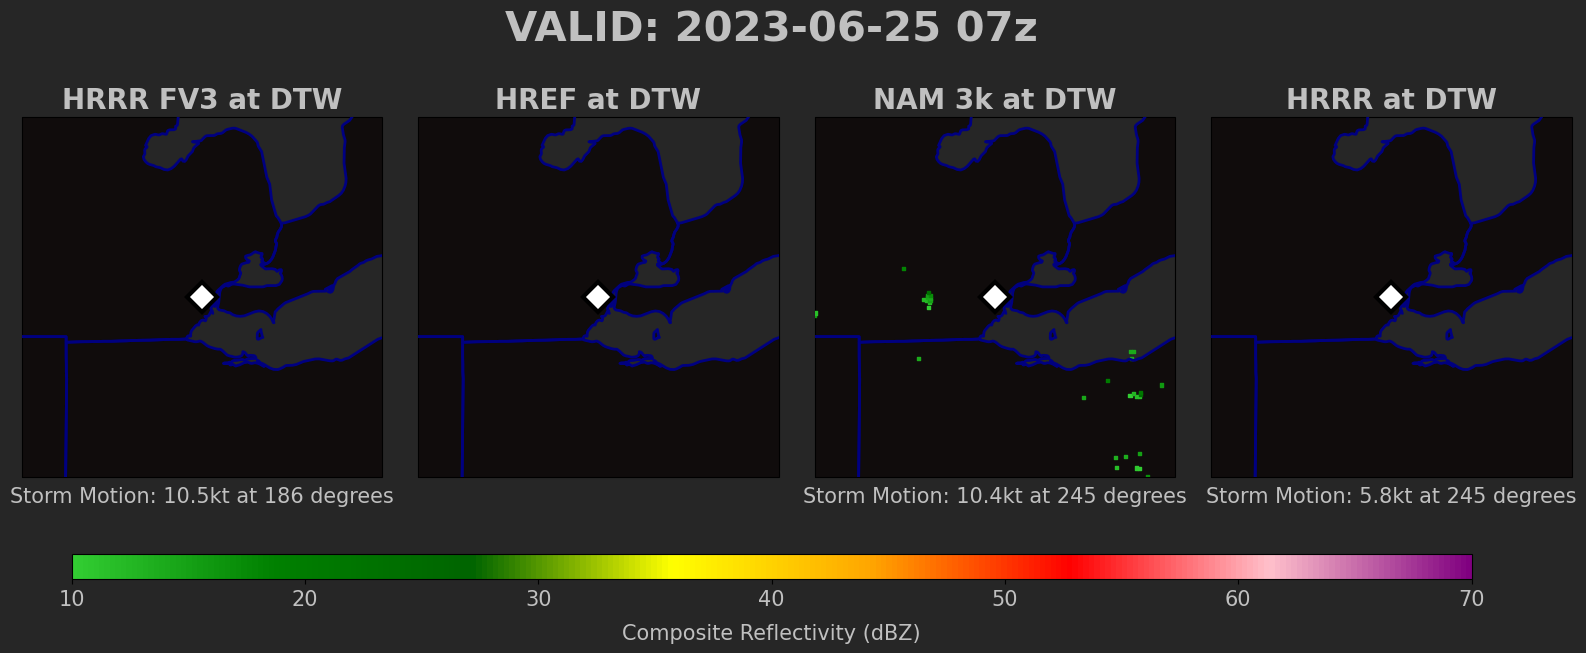 VALID: 2023-06-25 07z
HRRR FV3 at DTW
HREF at DTW
NAM 3k at DTW
HRRR at DTW
Storm Motion: 10.5kt at 186 degrees
Storm Motion: 10.4kt at 245 degrees
Storm Motion: 5.8kt at 245 degrees
10 20 30 40 50 60 70
Composite Reflectivity (dBZ)